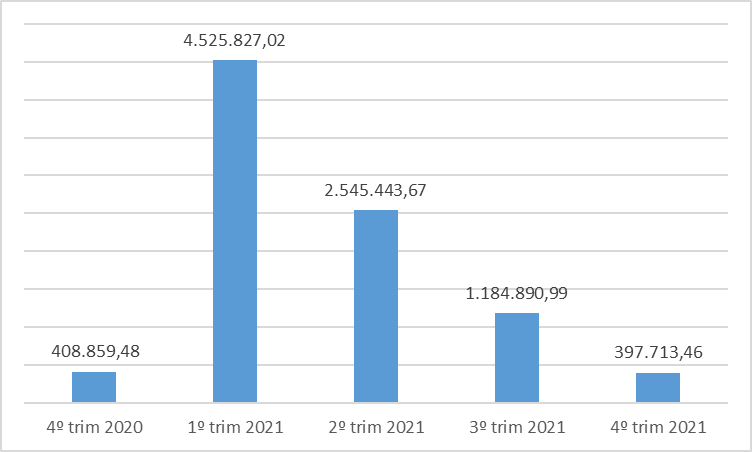 4.525.827,02
2.545.443,67
1.184.890,99
408.859,48
397.713,46
4º trim 2020
1º trim 2021
2º trim 2021
3º trim 2021
4º trim 2021